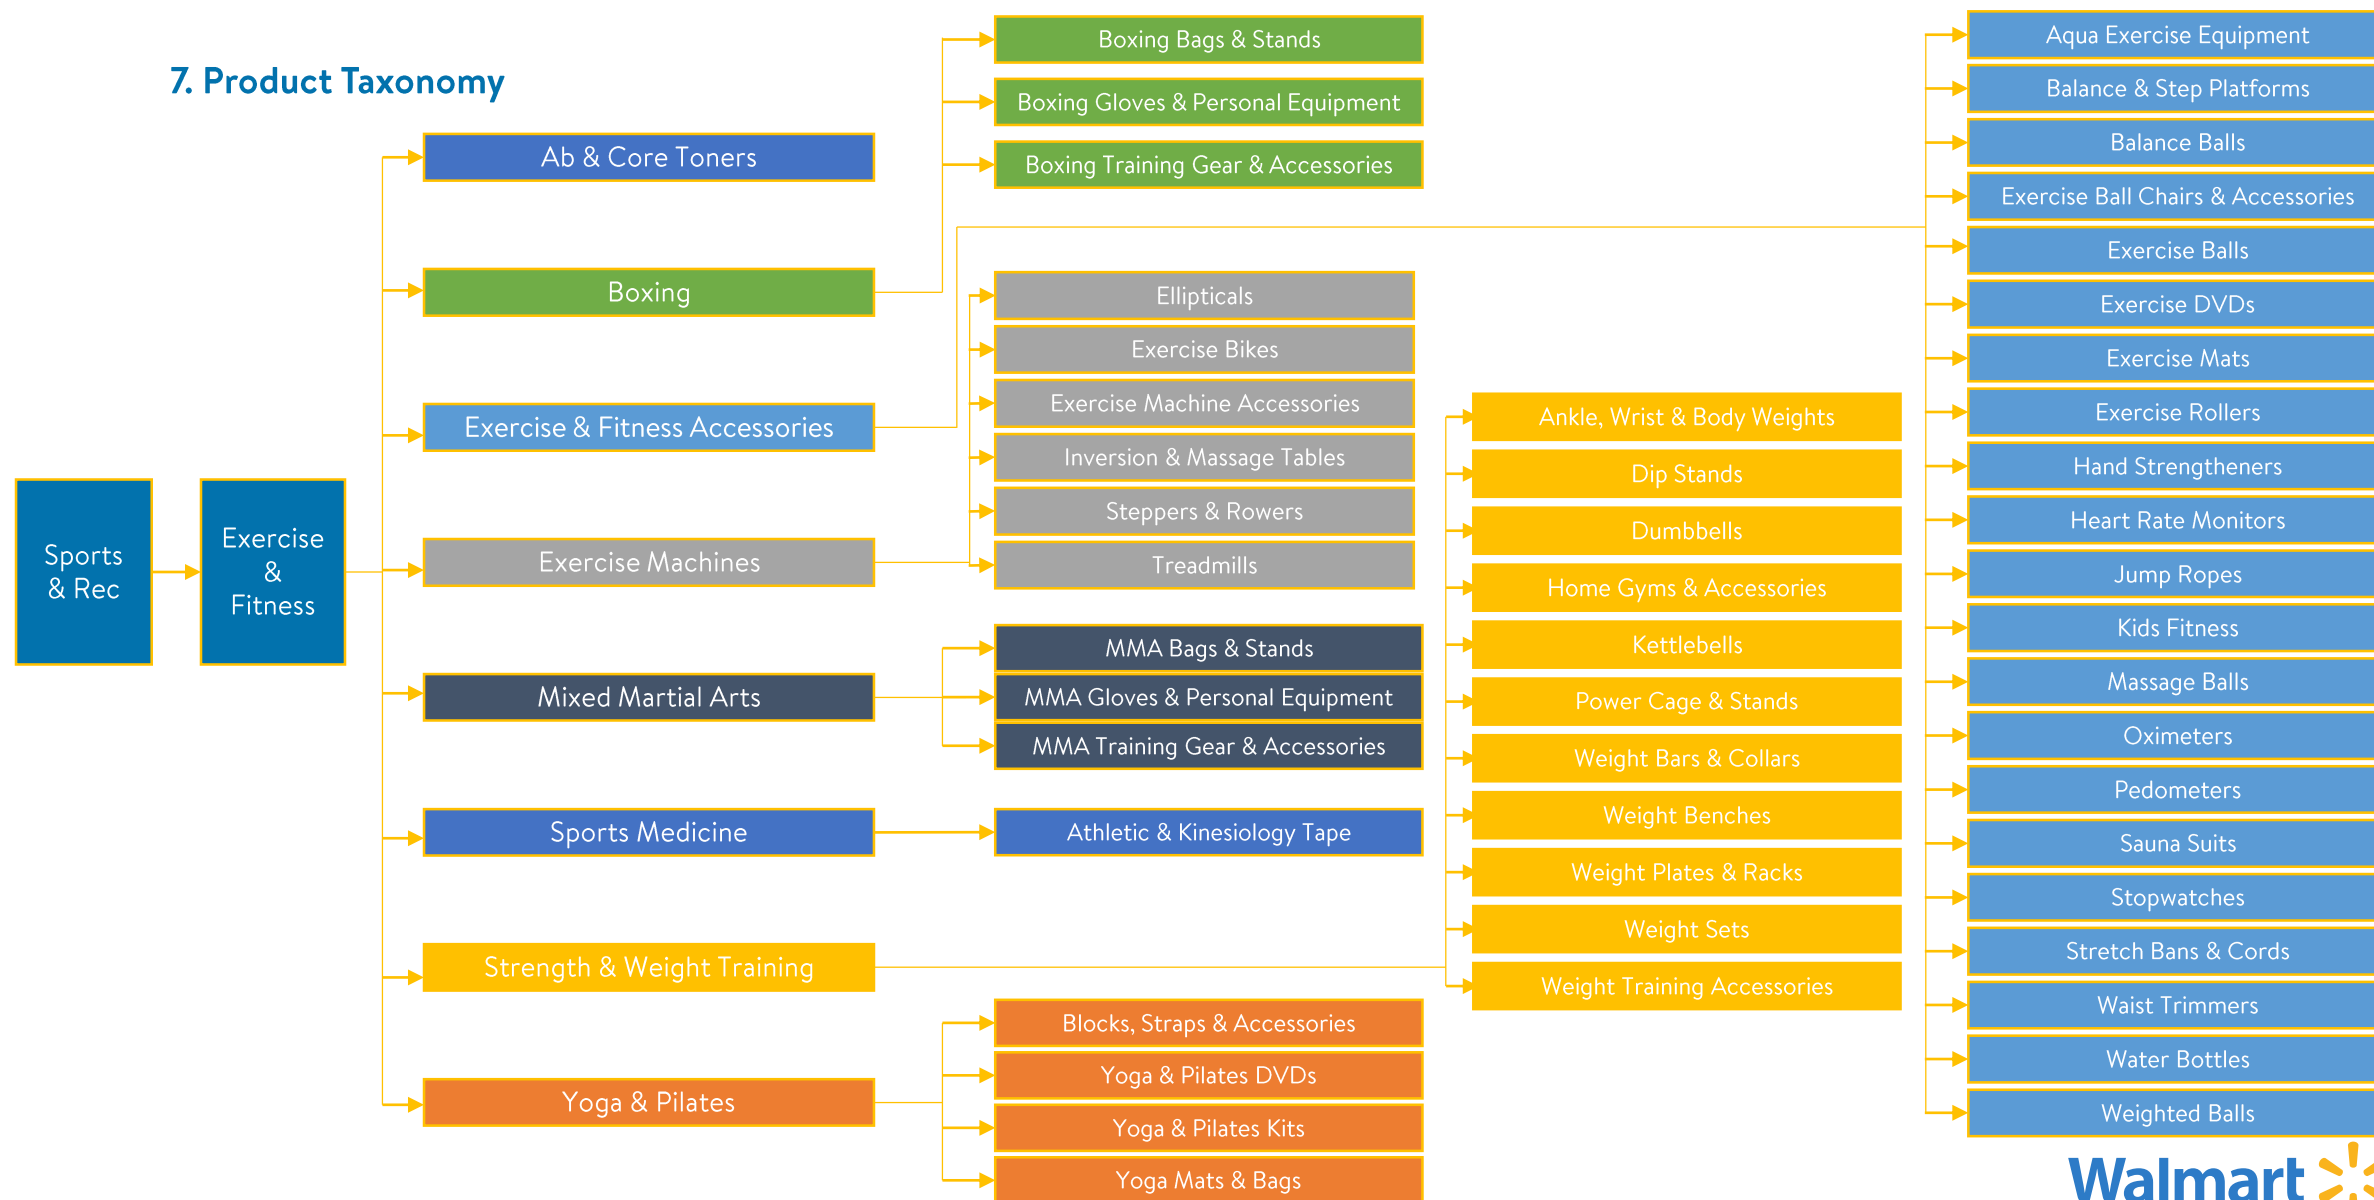 7. Product Taxonomy
Sports
& Rec
Exercise
&
Fitness
Ab & Core Toners
Boxing
Exercise & Fitness Accessories
Exercise Machines
Mixed Martial Arts
Sports Medicine
Strength & Weight Training
Yoga & Pilates
Boxing Bags & Stands
Boxing Gloves & Personal Equipment
Boxing Training Gear & Accessories
Ellipticals
Exercise Bikes
Exercise Machine Accessories
Inversion & Massage Tables
Steppers & Rowers
Treadmills
MMA Bags & Stands
MMA Gloves & Personal Equipment
MMA Training Gear & Accessories
Athletic & Kinesiology Tape
Blocks, Straps & Accessories
Yoga & Pilates DVDs
Yoga & Pilates Kits
Yoga Mats & Bags
Ankle, Wrist & Body Weights
Dip Stands
Dumbbells
Home Gyms & Accessories
Kettlebells
Power Cage & Stands
Weight Bars & Collars
Weight Benches
Weight Plates & Racks
Weight Sets
Weight Training Accessories
Aqua Exercise Equipment
Balance & Step Platforms
Balance Balls
Exercise Ball Chairs & Accessories
Exercise Balls
Exercise DVDs
Exercise Mats
Exercise Rollers
Hand Strengtheners
Heart Rate Monitors
Jump Ropes
Kids Fitness
Massage Balls
Oximeters
Pedometers
Sauna Suits
Stopwatches
Stretch Bans & Cords
Waist Trimmers
Water Bottles
Weighted Balls
Walmart